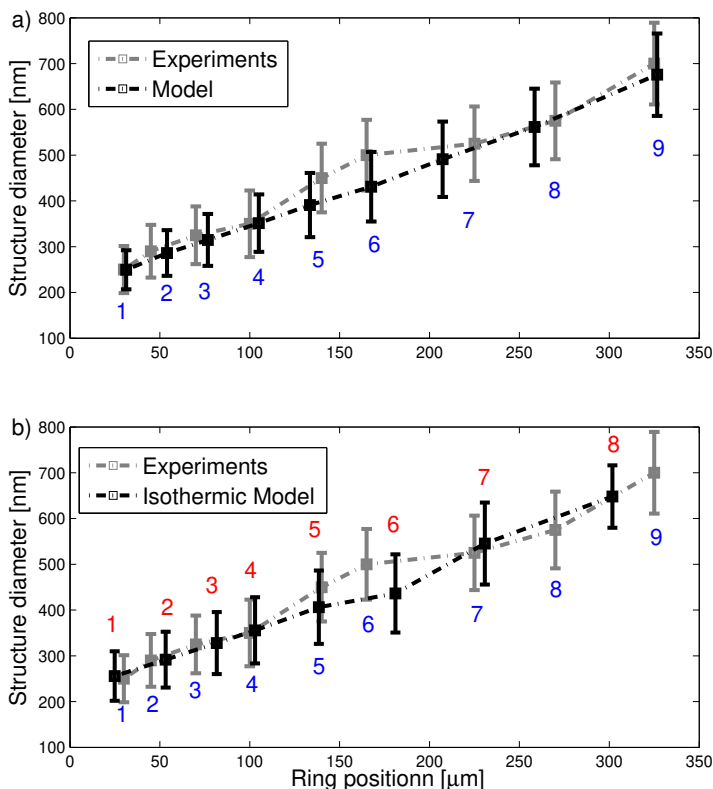 a)
800
700
600
500
400
300
200
100
Structure diameter [nm]
Experiments
Model
1 2 3 4 5 6 7 8 9
0 50 100 150 200 250 300 350
b)
800
700
600
500
400
300
200
100
Structure diameter [nm]
Experiments
Isothermic Model
1 2 3 4 5 6 7 8
1 2 3 4 5 6 7 8 9
0 50 100 150 200 250 300 350
Ring positionn [μm]